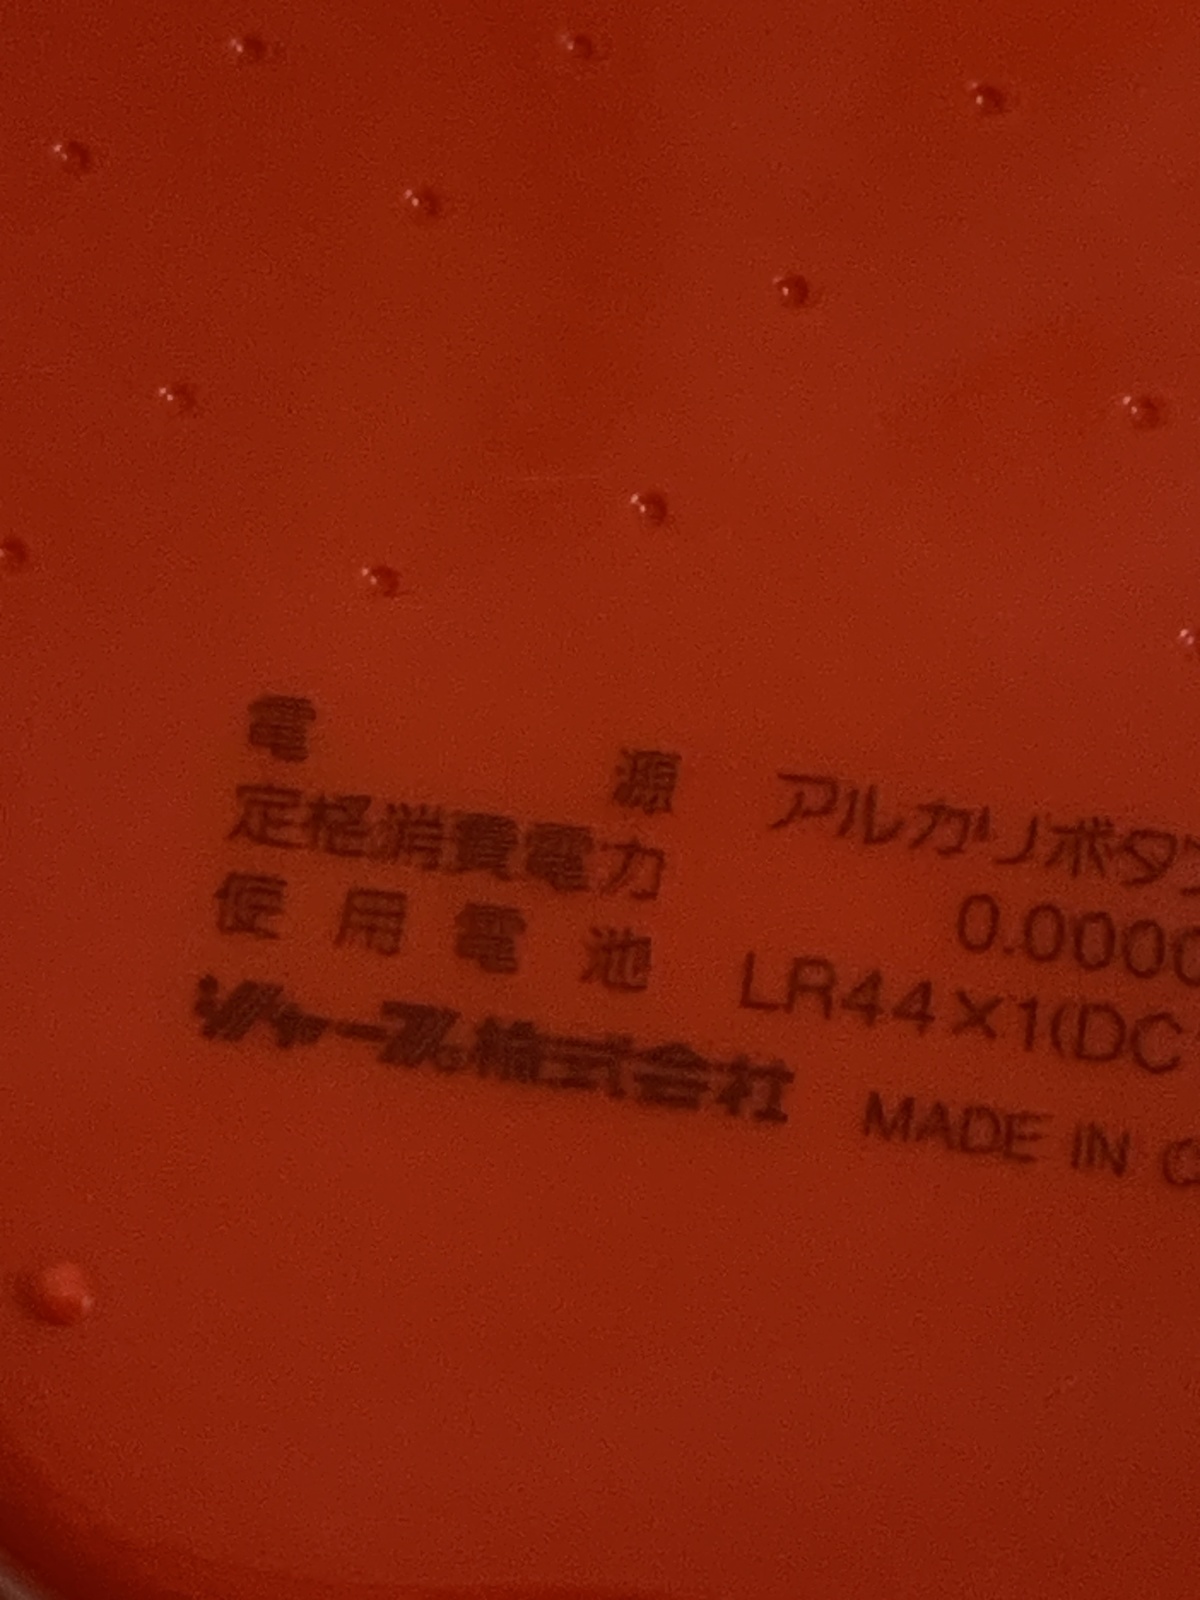 電源 アルカリボタン
定格消費電力 0.0000
使用電池 LR44×1(DC
シャープ株式会社 MADE IN C